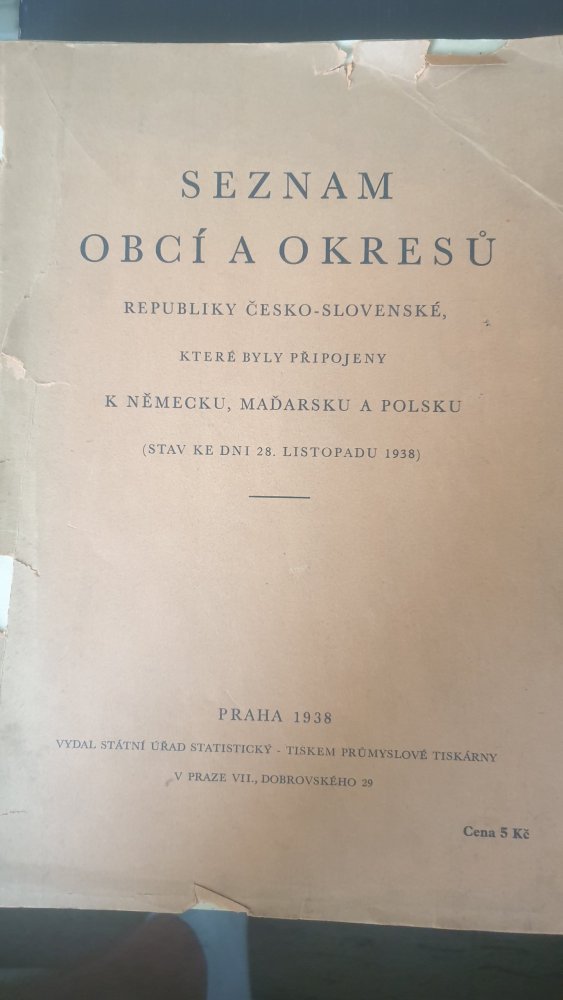 SEZNAM
OBCÍ A OKRESŮ
REPUBLIKY ČESKO-SLOVENSKÉ,
KTERÉ BYLY PŘIPOJENY
K NĚMECKU, MAĎARSKU A POLSKU
(STAV KE DNI 28. LISTOPADU 1938)
PRAHA 1938
VYDAL STÁTNÍ ÚŘAD STATISTICKÝ - TISKEM PRŮMYSLOVÉ TISKÁRNY
V PRAZE VII., DOBROVSKÉHO 29
Cena 5 Kč